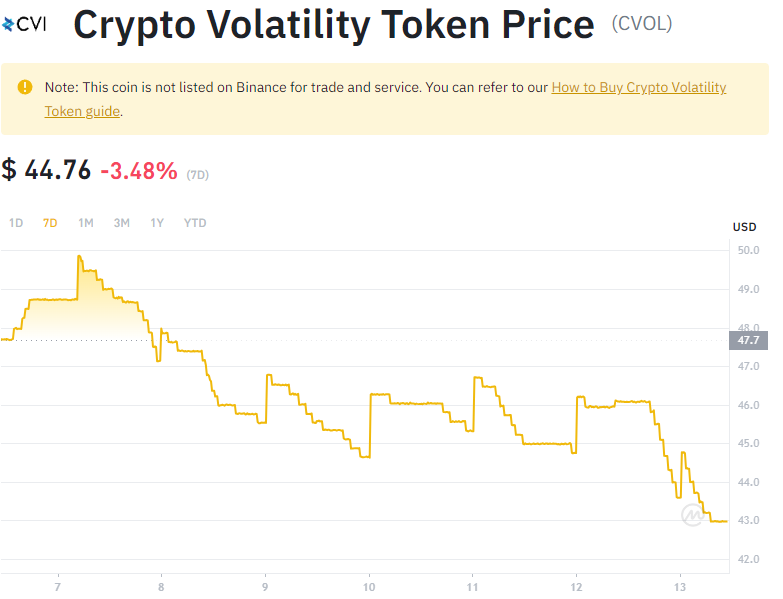 CVI Crypto Volatility Token Price (CVOL)
Note: This coin is not listed on Binance for trade and service. You can refer to our How to Buy Crypto Volatility
Token guide.
$ 44.76 -3.48% (7D)
1D 7D 1M 3M 1Y YTD
USD
50.0
49.0
48.0
47.7
47.0
46.0
45.0
44.0
43.0
42.0
7 8 9 10 11 12 13